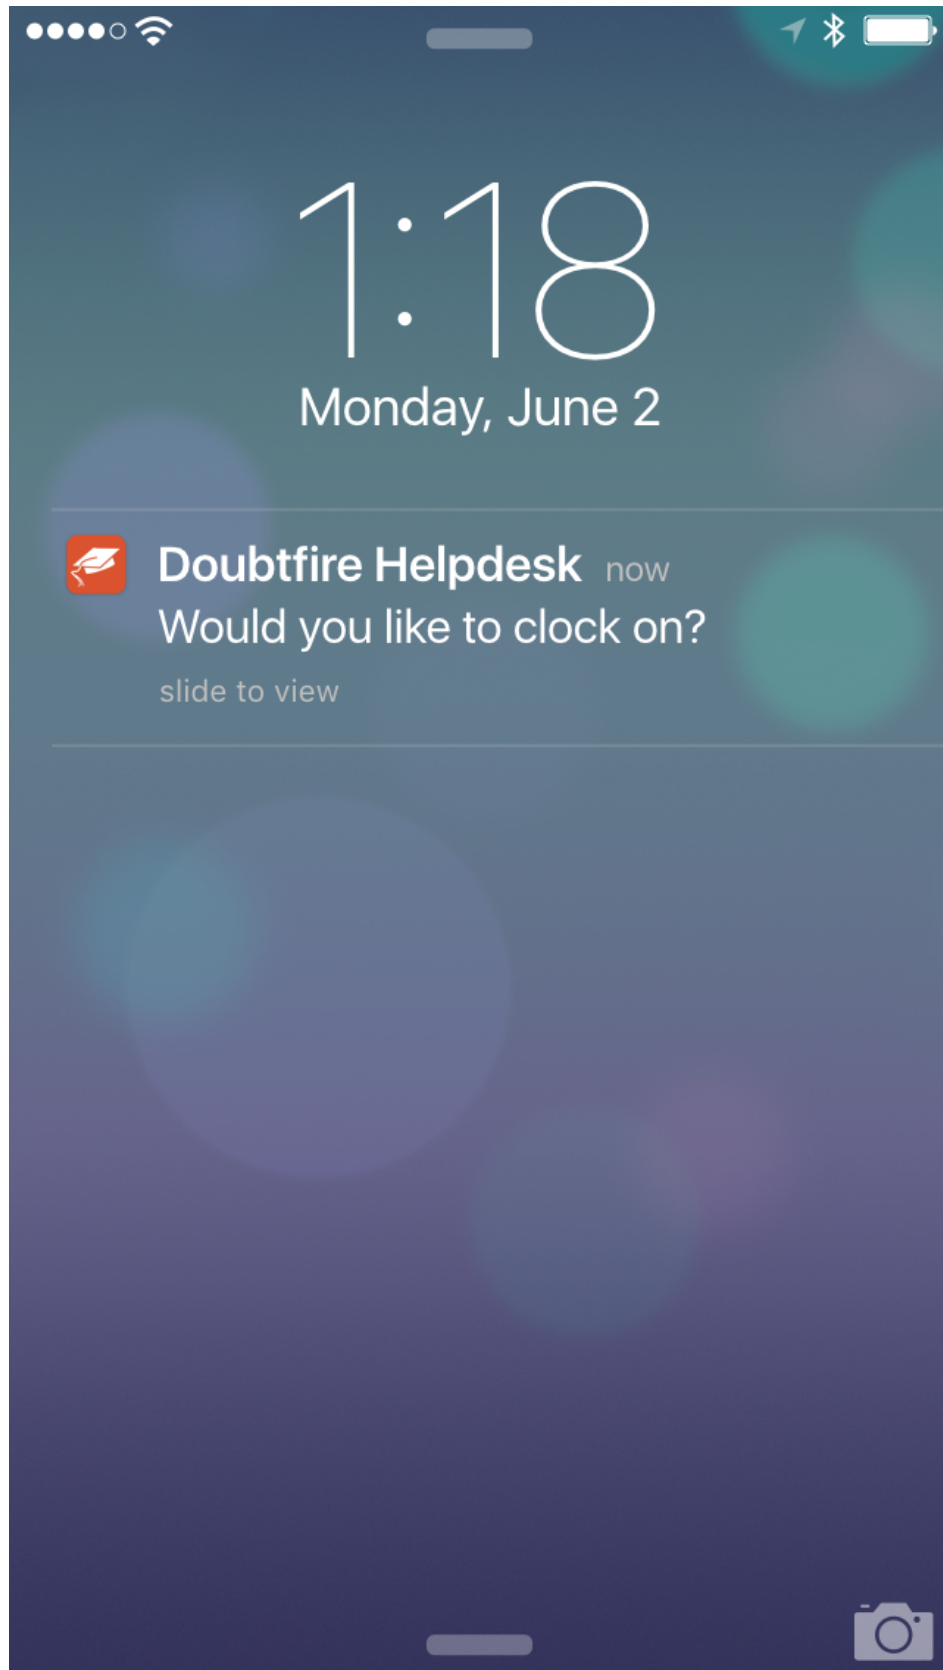 1:18
Monday, June 2
Doubtfire Helpdesk now
Would you like to clock on?
slide to view